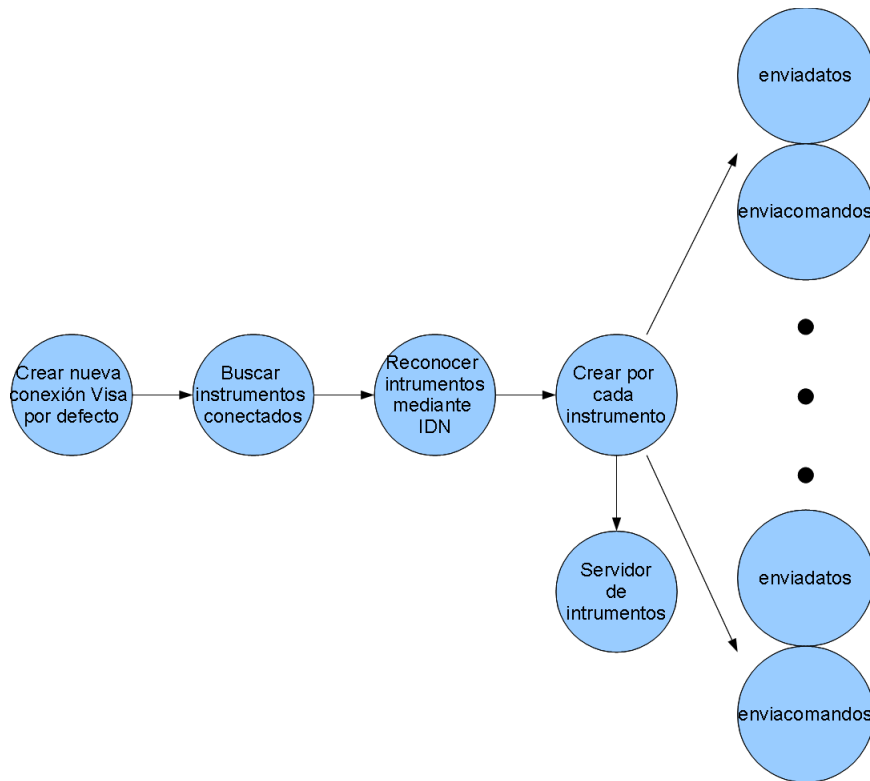 enviadatos
enviacomandos
Crear nueva
conexión Visa
por defecto
Buscar
instrumentos
conectados
Reconocer
intrumentos
mediante
IDN
Crear por
cada
instrumento
Servidor
de
intrumentos
enviadatos
enviacomandos